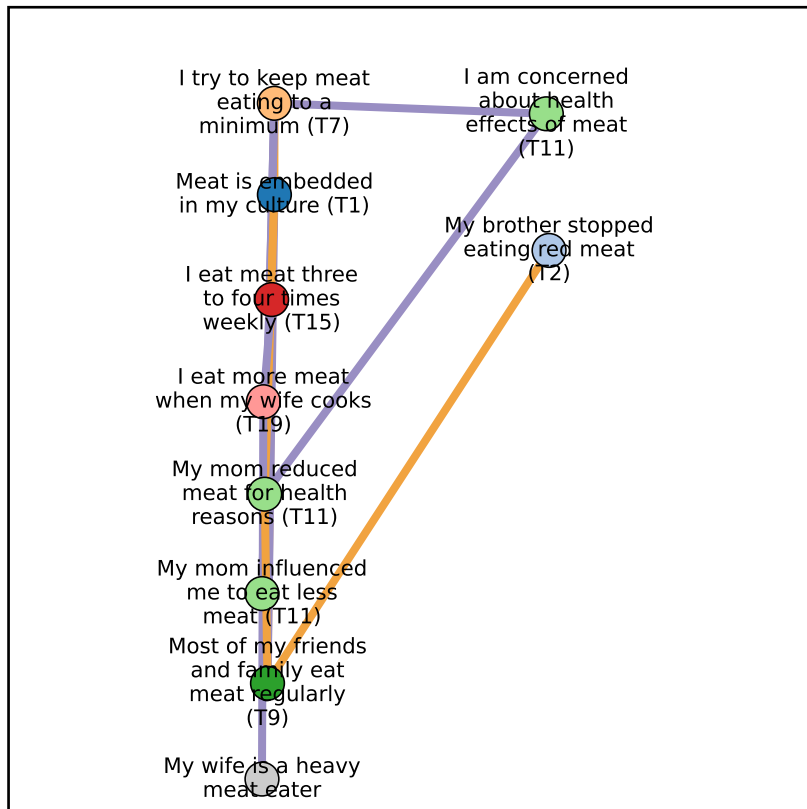 I try to keep meat
eating to a
minimum (T7)
I am concerned
about health
effects of meat
(T11)
Meat is embedded
in my culture (T1)
My brother stopped
eating red meat
(T2)
I eat meat three
to four times
weekly (T15)
I eat more meat
when my wife cooks
(T19)
My mom reduced
meat for health
reasons (T11)
My mom influenced
me to eat less
meat (T11)
Most of my friends
and family eat
meat regularly
(T9)
My wife is a heavy
meat eater